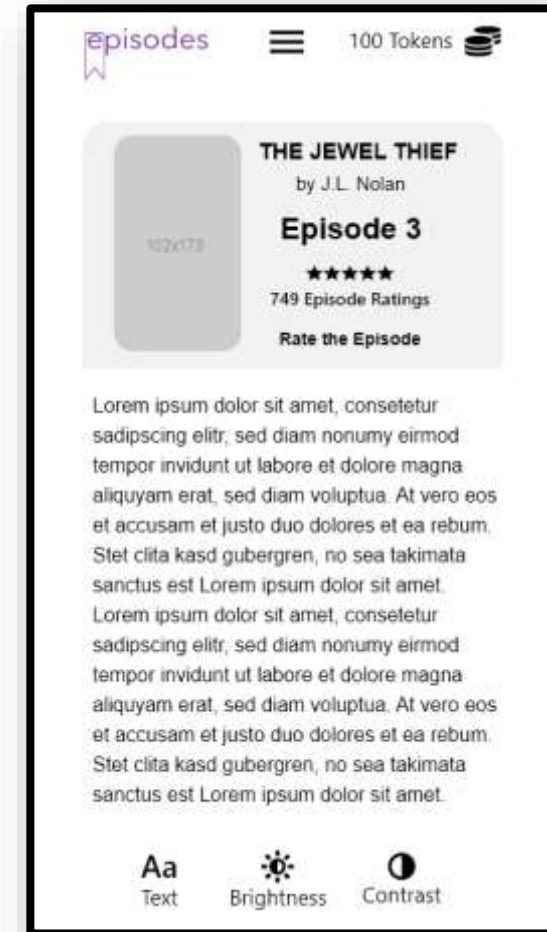 episodes
100 Tokens
THE JEWEL THIEF
by J.L. Nolan
102x173
Episode 3
749 Episode Ratings
Rate the Episode
Lorem ipsum dolor sit amet, consetetur
sadipscing elitr, sed diam nonumy eirmod
tempor invidunt ut labore et dolore magna
aliquyam erat, sed diam voluptua. At vero eos
et accusam et justo duo dolores et ea rebum.
Stet clita kasd gubergren, no sea takimata
sanctus est Lorem ipsum dolor sit amet.
Lorem ipsum dolor sit amet, consetetur
sadipscing elitr, sed diam nonumy eirmod
tempor invidunt ut labore et dolore magna
aliquyam erat, sed diam voluptua. At vero eos
et accusam et justo duo dolores et ea rebum.
Stet clita kasd gubergren, no sea takimata
sanctus est Lorem ipsum dolor sit amet.
Aa
Text
Brightness
Contrast